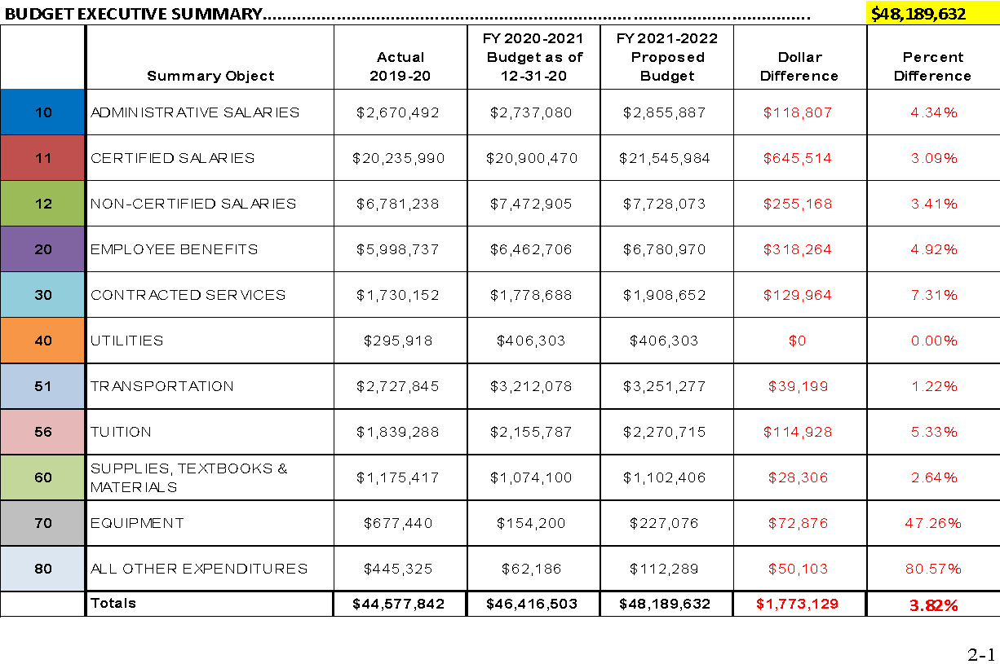 BUDGET EXECUTIVE SUMMARY................................................................................................................ $48,189,632
Summary Object Actual 2019-20 FY 2020-2021 Budget as of 12-31-20 FY 2021-2022 Proposed Budget Dollar Difference Percent Difference
10 ADMINISTRATIVE SALARIES $2,670,492 $2,737,080 $2,855,887 $118,807 4.34%
11 CERTIFIED SALARIES $20,235,990 $20,900,470 $21,545,984 $645,514 3.09%
12 NON-CERTIFIED SALARIES $6,781,238 $7,472,905 $7,728,073 $255,168 3.41%
20 EMPLOYEE BENEFITS $5,998,737 $6,462,706 $6,780,970 $318,264 4.92%
30 CONTRACTED SERVICES $1,730,152 $1,778,688 $1,908,652 $129,964 7.31%
40 UTILITIES $295,918 $406,303 $406,303 $0 0.00%
51 TRANSPORTATION $2,727,845 $3,212,078 $3,251,277 $39,199 1.22%
56 TUITION $1,839,288 $2,155,787 $2,270,715 $114,928 5.33%
60 SUPPLIES, TEXTBOOKS & MATERIALS $1,175,417 $1,074,100 $1,102,406 $28,306 2.64%
70 EQUIPMENT $677,440 $154,200 $227,076 $72,876 47.26%
80 ALL OTHER EXPENDITURES $445,325 $62,186 $112,289 $50,103 80.57%
Totals $44,577,842 $46,416,503 $48,189,632 $1,773,129 3.82%
2-1